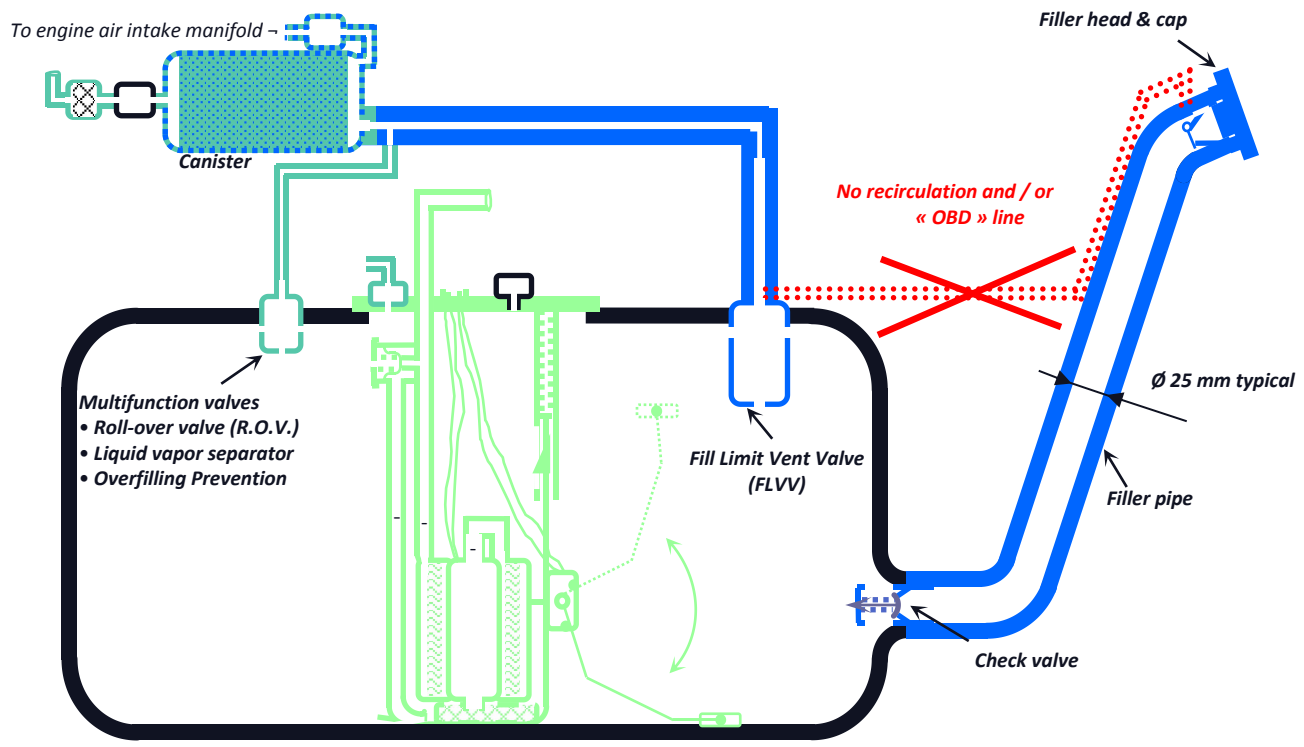 Filler head & cap
To engine air intake manifold ¬
Canister
No recirculation and / or
« OBD » line
Ø 25 mm typical
Multifunction valves
• Roll-over valve (R.O.V.)
• Liquid vapor separator
• Overfilling Prevention
Fill Limit Vent Valve
(FLVV)
Filler pipe
Check valve